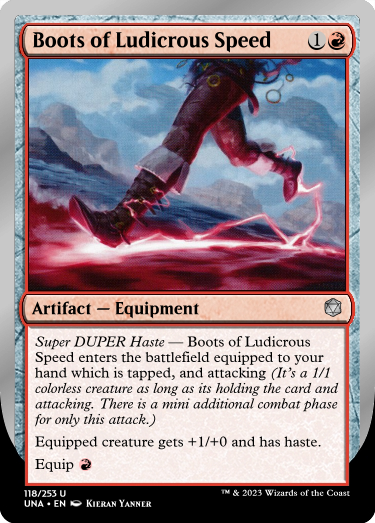 Boots of Ludicrous Speed 1
Artifact — Equipment
Super DUPER Haste — Boots of Ludicrous
Speed enters the battlefield equipped to your
hand which is tapped, and attacking (It's a 1/1
colorless creature as long as its holding the card and
attacking. There is a mini additional combat phase
for only this attack.)
Equipped creature gets +1/+0 and has haste.
Equip
118/253 U
™ & © 2023 Wizards of the Coast
UNA • EN Kieran Yanner